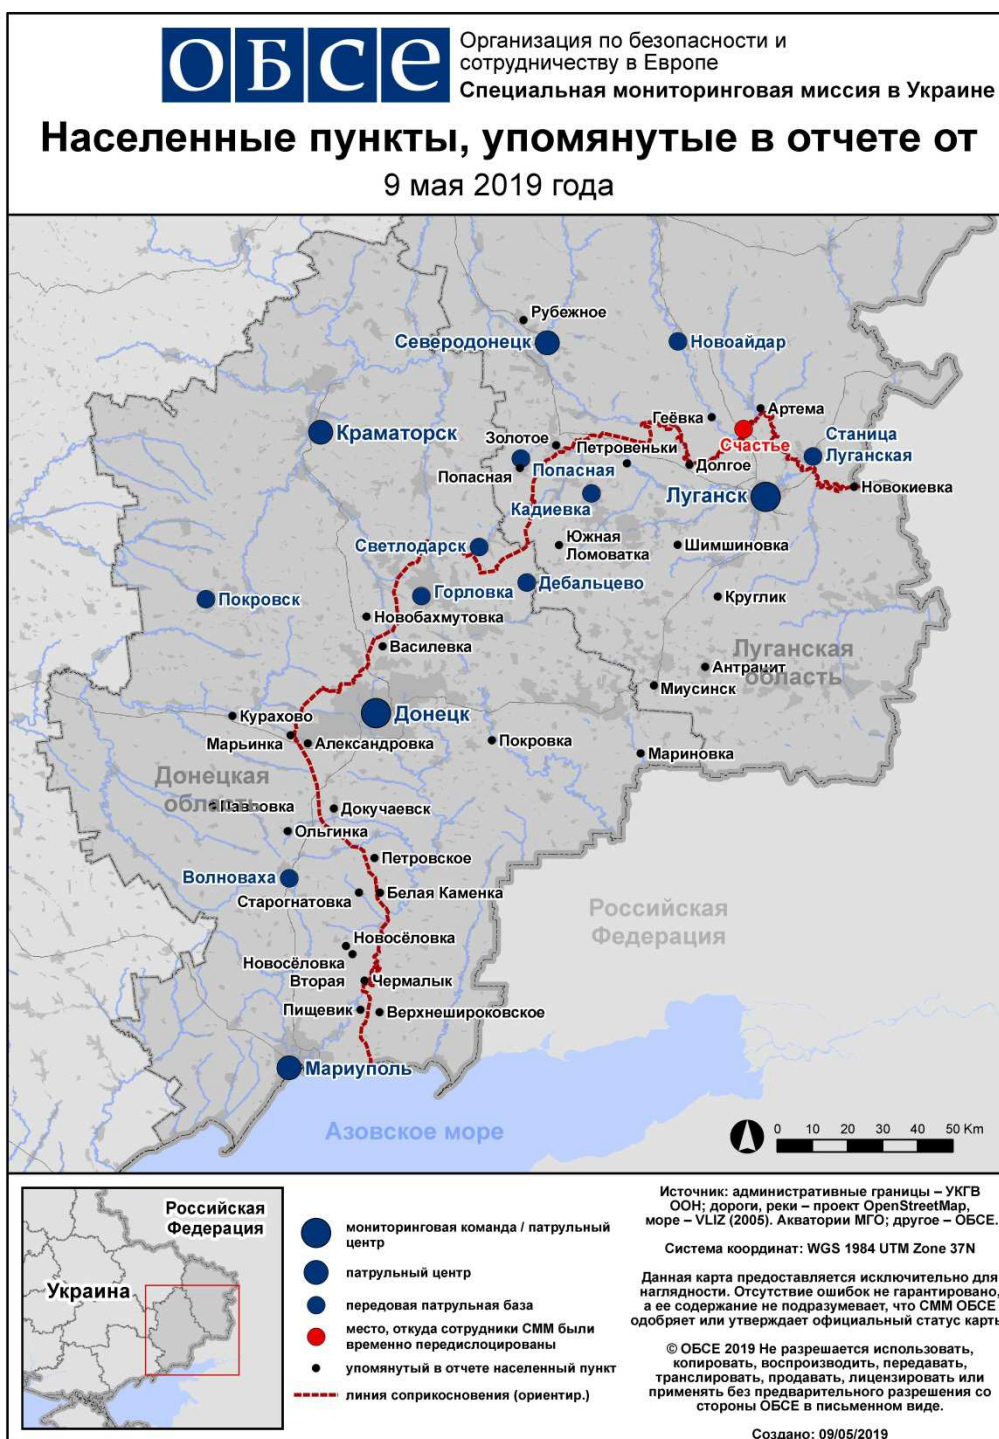 ОБСЕ
Организация по безопасности и
сотрудничеству в Европе
Специальная мониторинговая миссия в Украине
Населенные пункты, упомянутые в отчете от
9 мая 2019 года
Рубежное
Северодонецк
Новоайдар
Артема
Геёвка
Краматорск
Счастье
Станица
Луганская
Золотое
Петровеньки
Попасная
Попасная
Долгое
Новокиевка
Луганск
Кадиевка
Светлодарск
Южная
Ломоватка
Шимшиновка
Дебальцево
Горловка
Покровск
Круглик
Новобахмутовка
Василевка
Луганская
область
Антрацит
Миусинск
Курахово
Донецк
Марьинка
Александровка
Покровка
Мариновка
Донецкая
область
Павловка
Докучаевск
Ольгинка
Петровское
Волноваха
Белая Каменка
Старогнатовка
Российская
Федерация
Новосёловка
Новосёловка
Вторая
Чермалык
Пищевик
Верхнешироковское
Мариуполь
Азовское море
0 10 20 30 40 50 Km
Российская
Федерация
Украина
мониторинговая команда / патрульный
центр
патрульный центр
передовая патрульная база
место, откуда сотрудники СММ были
временно передислоцированы
упомянутый в отчете населенный пункт
линия соприкосновения (ориентир.)
Источник: административные границы – УКГВ
ООН; дороги, реки – проект OpenStreetMap,
море – VLIZ (2005). Акватории МГО; другое – ОБСЕ.
Система координат: WGS 1984 UTM Zone 37N
Данная карта предоставляется исключительно для
наглядности. Отсутствие ошибок не гарантировано,
а ее содержание не подразумевает, что СММ ОБСЕ
одобряет или утверждает официальный статус карты
© ОБСЕ 2019 Не разрешается использовать,
копировать, воспроизводить, передавать,
транслировать, продавать, лицензировать или
применять без предварительного разрешения со
стороны ОБСЕ в письменном виде.
Создано: 09/05/2019